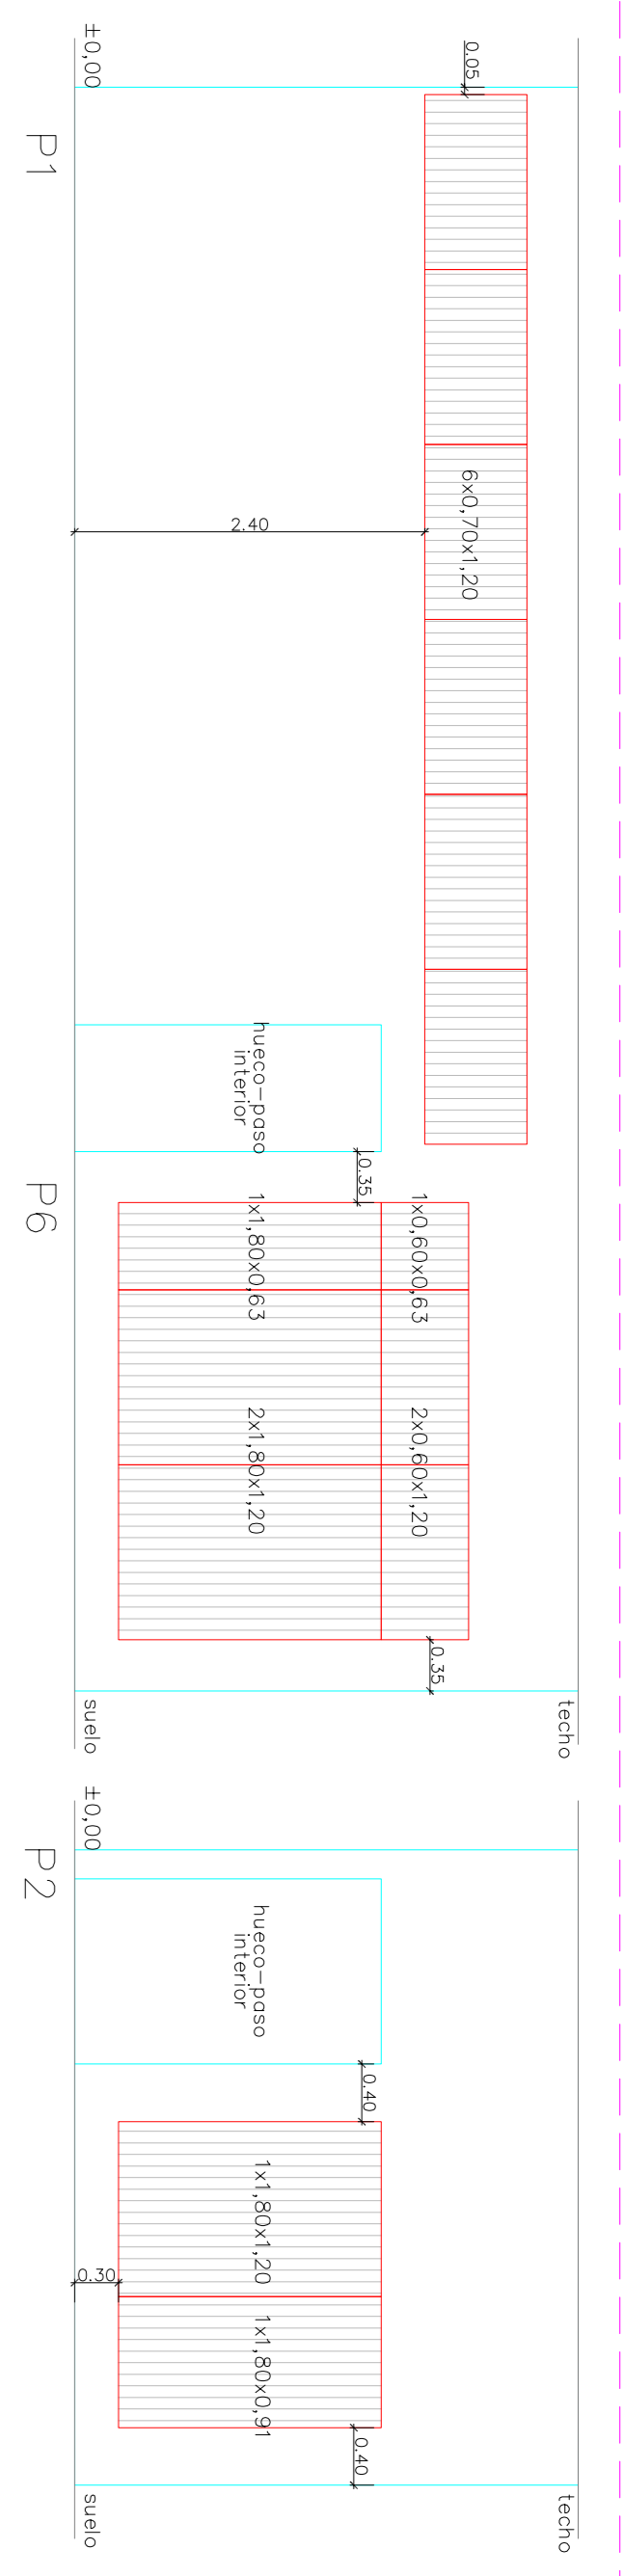 ±0,00
P1
0.05
6x0,70x1,20
2.40
hueco-paso
interior
P6
0.35
1x0,60x0,63
1x1,80x0,63
2x0,60x1,20
2x1,80x1,20
0.35
techo
suelo
±0,00
P2
hueco-paso
interior
0.40
1x1,80x1,20
0.30
1x1,80x0,91
0.40
techo
suelo